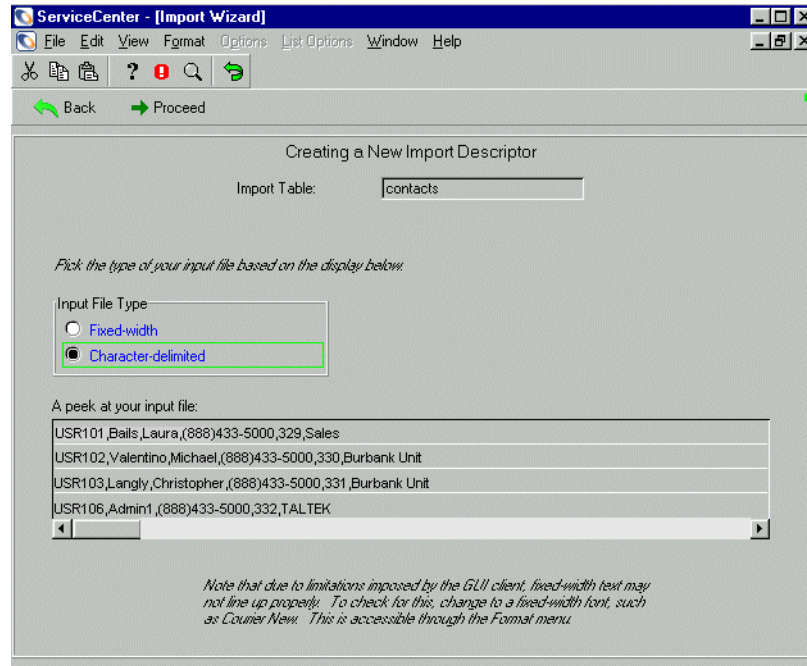 ServiceCenter - [Import Wizard]
File Edit View Format Options List Options Window Help
Back Proceed
Creating a New Import Descriptor
Import Table: contacts
Pick the type of your input file based on the display below.
Input File Type
Fixed-width
Character-delimited
A peek at your input file:
USR101,Bails,Laura,(888)433-5000,329,Sales
USR102,Valentino,Michael,(888)433-5000,330,Burbank Unit
USR103,Langly,Christopher,(888)433-5000,331,Burbank Unit
USR106,Admin1,(888)433-5000,332,TALTEK
Note that due to limitations imposed by the GUI client, fixed-width text may
not line up properly. To check for this, change to a fixed-width font, such
as Courier New. This is accessible through the Format menu.